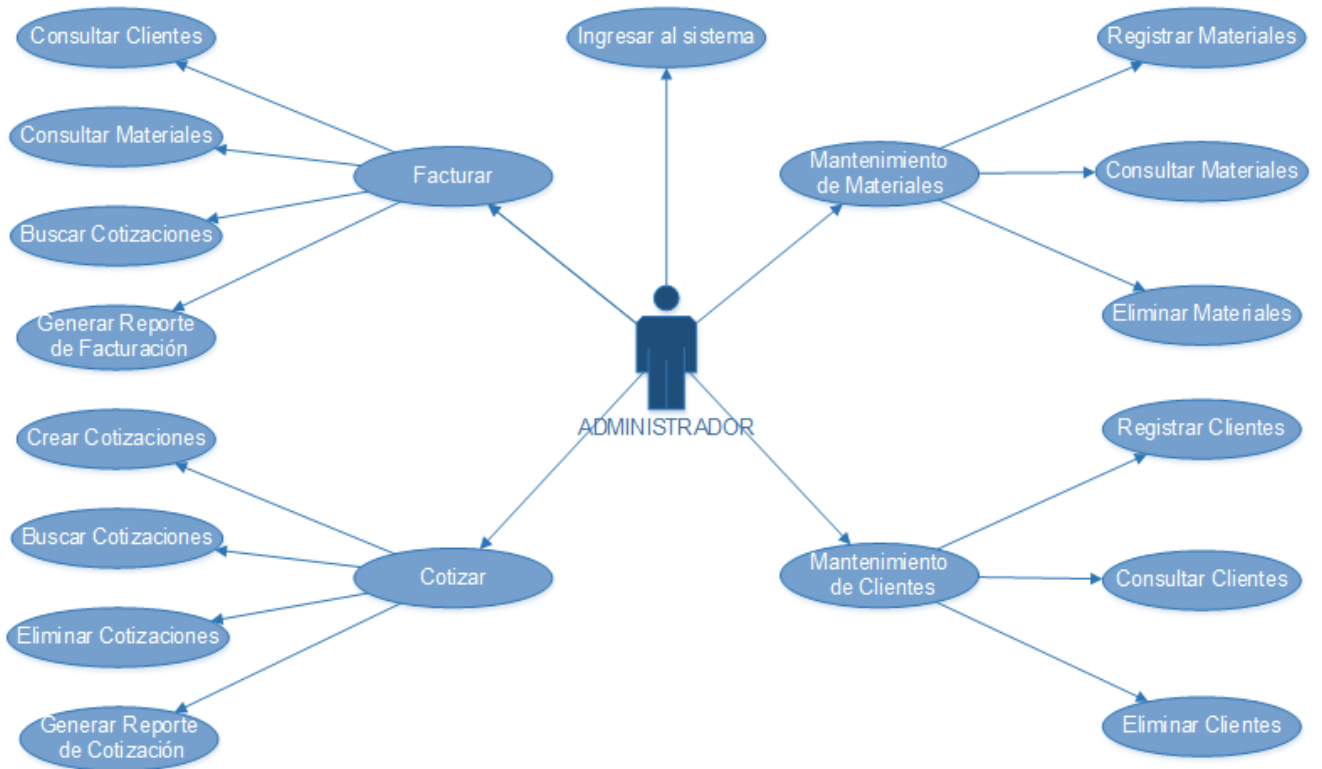 Consultar Clientes
Ingresar al sistema
Registrar Materiales
Consultar Materiales
Facturar
Mantenimiento
de Materiales
Consultar Materiales
Buscar Cotizaciones
Generar Reporte
de Facturación
Eliminar Materiales
ADMINISTRADOR
Crear Cotizaciones
Registrar Clientes
Buscar Cotizaciones
Cotizar
Mantenimiento
de Clientes
Consultar Clientes
Eliminar Cotizaciones
Generar Reporte
de Cotización
Eliminar Clientes